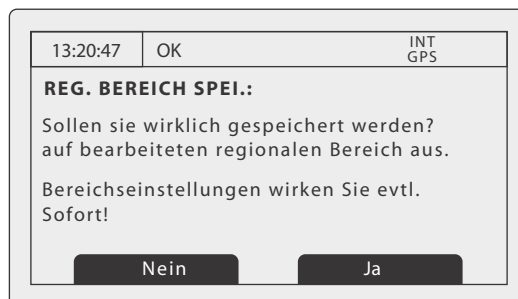 13:20:47 OK INT GPS
REG. BEREICH SPEI.:
Sollen sie wirklich gespeichert werden?
auf bearbeiteten regionalen Bereich aus.
Bereichseinstellungen wirken Sie evtl.
Sofort!
Nein Ja